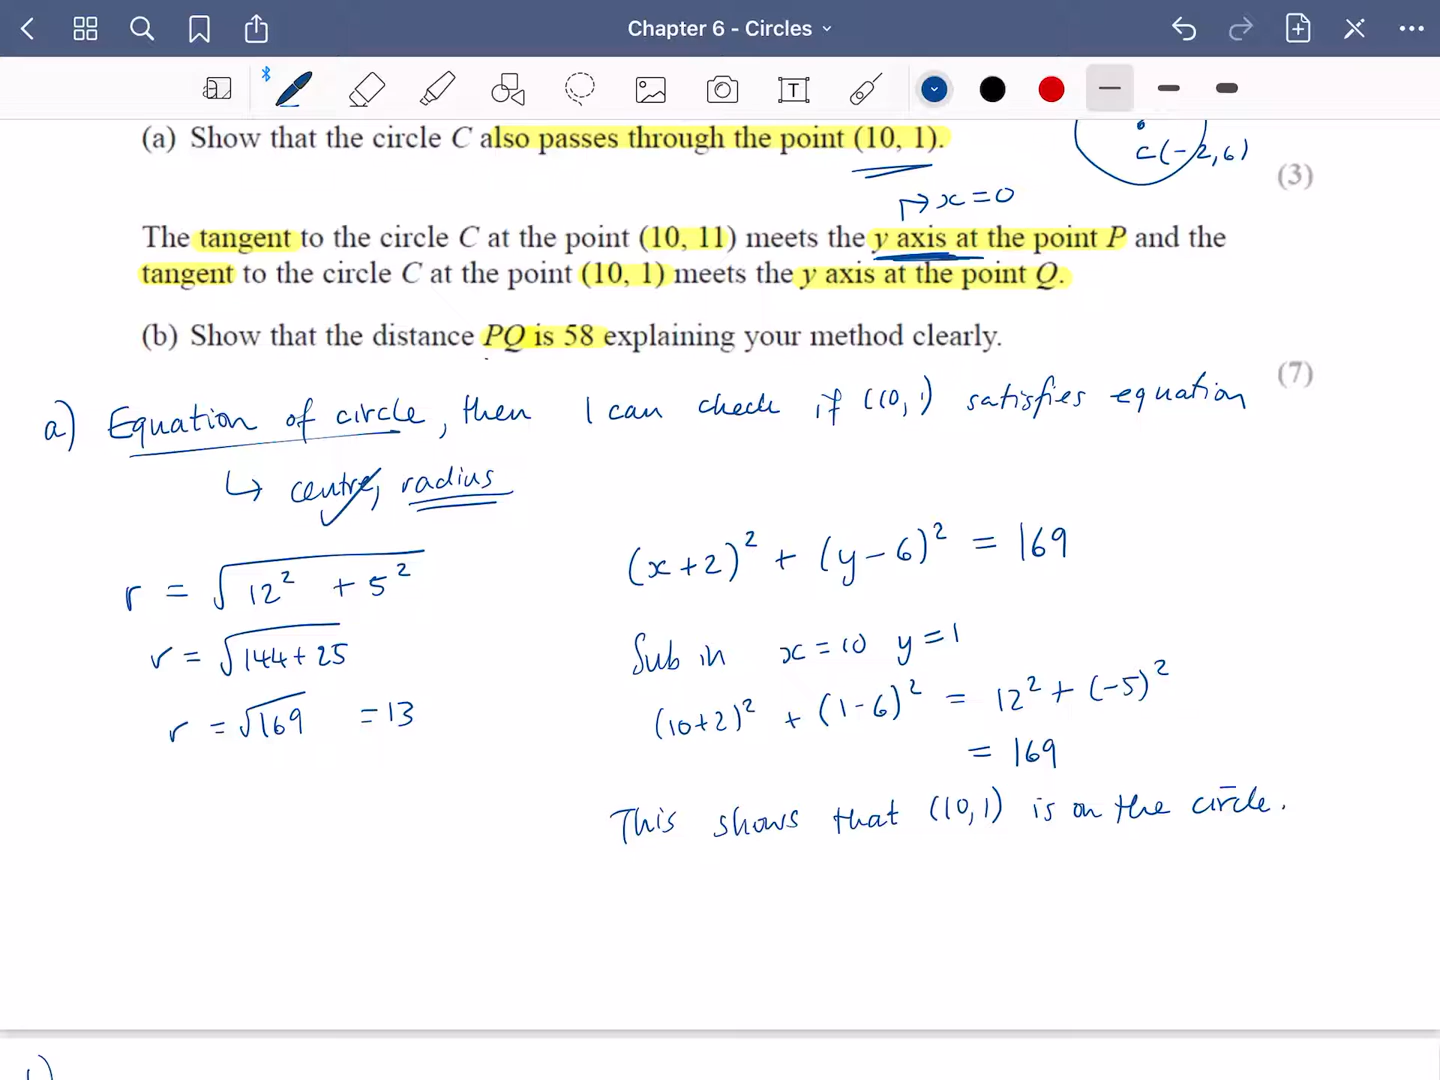 Chapter 6 - Circles
T
(a) Show that the circle C also passes through the point (10, 1).
C(-2,6)
(3)
↦ x = 0
The tangent to the circle C at the point (10, 11) meets the y axis at the point P and the
tangent to the circle C at the point (10, 1) meets the y axis at the point Q.
(b) Show that the distance PQ is 58 explaining your method clearly.
(7)
a) Equation of circle, then I can check if (10,1) satisfies equation
↳ centre, radius
r = √12² + 5²
r = √144+25
r = √169 = 13
(x+2)² + (y-6)² = 169
Sub in x=10 y=1
(10+2)² + (1-6)² = 12² + (-5)²
= 169
This shows that (10,1) is on the circle.